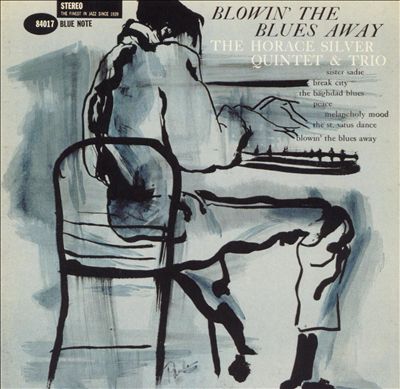 STEREO
THE FINEST IN JAZZ SINCE 1939
84017 BLUE NOTE
BLOWIN' THE
BLUES AWAY
THE HORACE SILVER
QUINTET & TRIO
sister sadie
break city
the baghdad blues
peace
melancholy mood
the st. vitus dance
blowin' the blues away